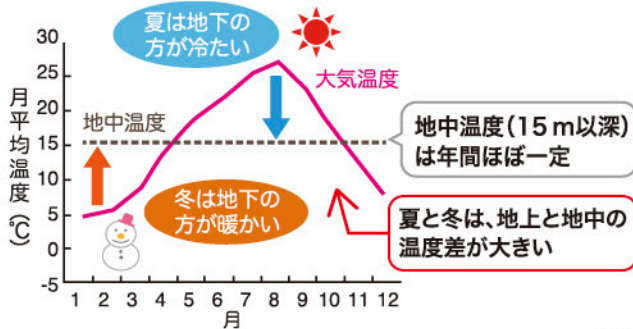 夏は地下の
方が冷たい
大気温度
地中温度
地中温度(15m以深)
は年間ほぼ一定
冬は地下の
方が暖かい
夏と冬は、地上と地中の
温度差が大きい
月平均温度(℃)
30
25
20
15
10
5
0
-5
1 2 3 4 5 6 7 8 9 10 11 12
月